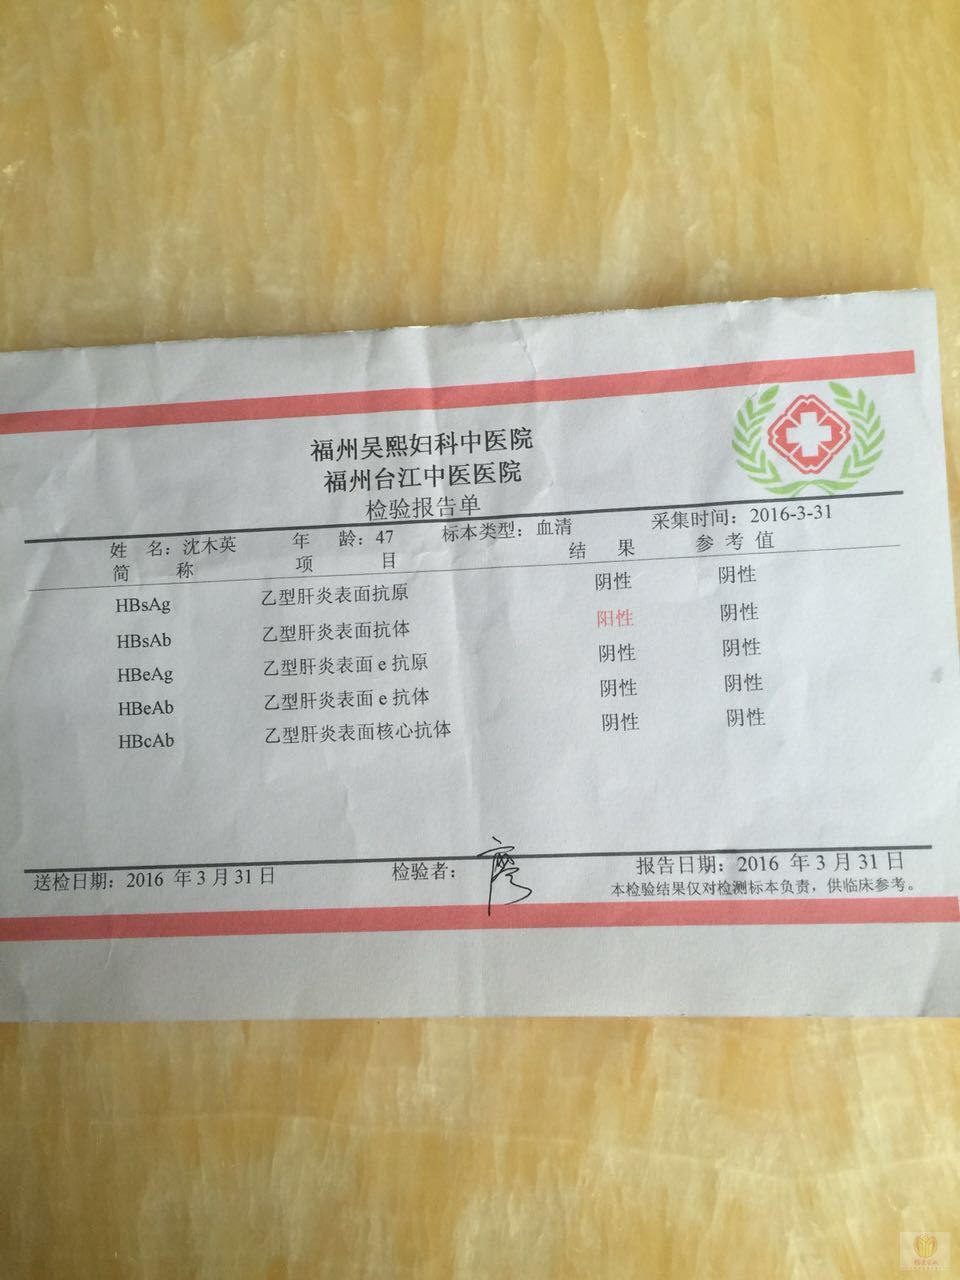 福州吴熙妇科中医院
福州台江中医医院
检验报告单
姓 名：沈木英 年 龄：47 标本类型：血清 采集时间：2016-3-31
简 称 项 目 结 果 参 考 值
HBsAg 乙型肝炎表面抗原 阴性 阴性
HBsAb 乙型肝炎表面抗体 阳性 阴性
HBeAg 乙型肝炎表面 e 抗原 阴性 阴性
HBeAb 乙型肝炎表面 e 抗体 阴性 阴性
HBcAb 乙型肝炎表面核心抗体 阴性 阴性
送检日期：2016 年 3 月 31 日 检验者：廖 报告日期：2016 年 3 月 31 日
本检验结果仅对检测标本负责，供临床参考。